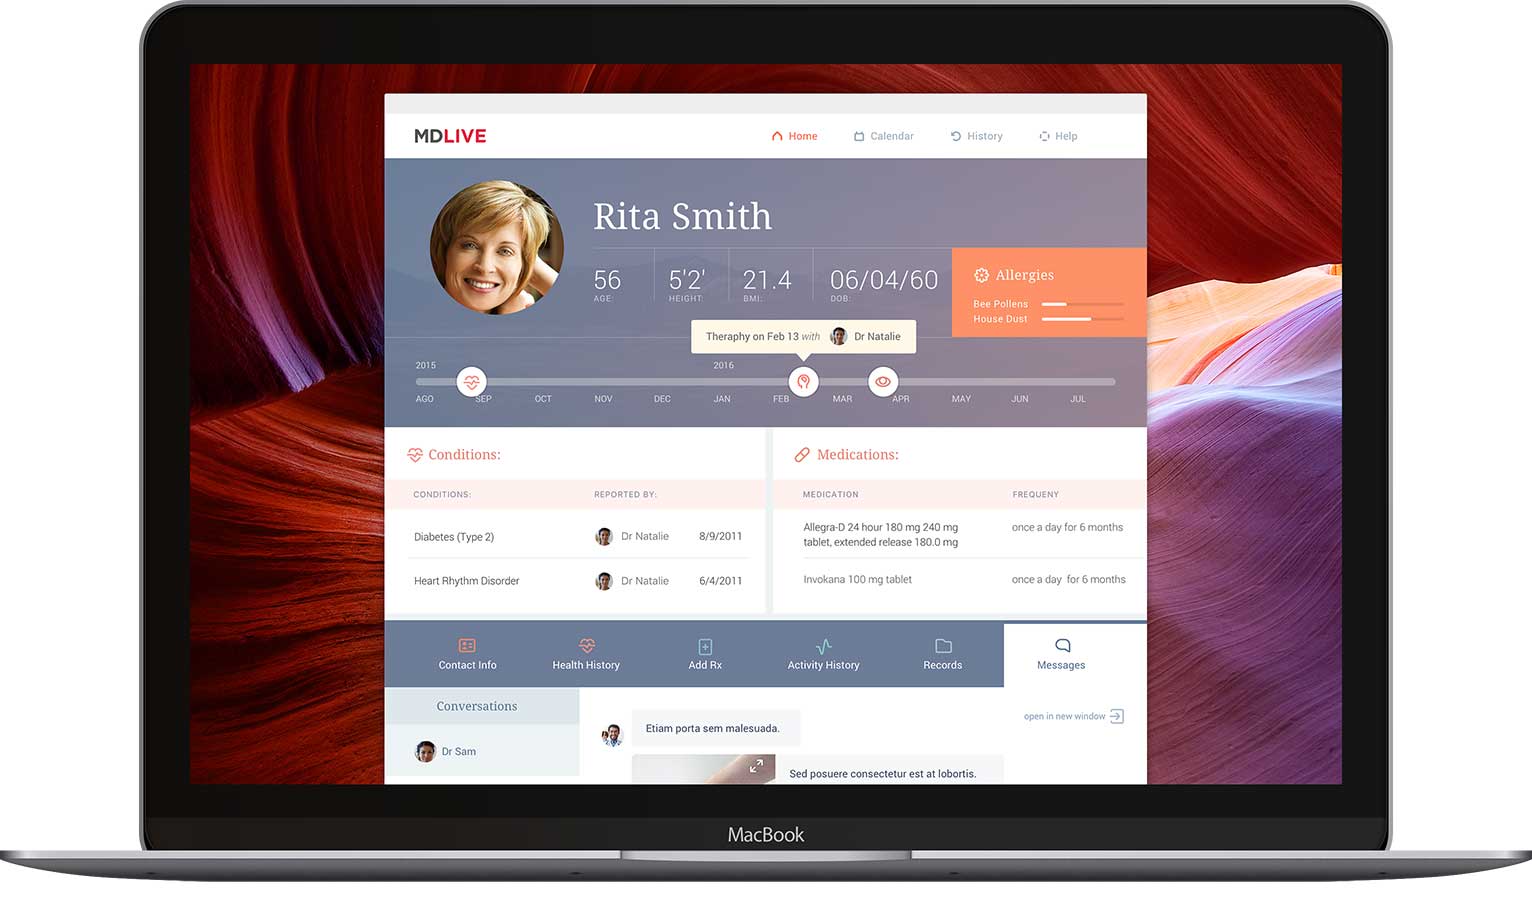 MDLIVE
Home Calendar History Help
Rita Smith
56 5'2' 21.4 06/04/60
AGE: HEIGHT: BMI: DOB:
Allergies
Bee Pollens
House Dust
Theraphy on Feb 13 with Dr Natalie
2015 2016
AGO SEP OCT NOV DEC JAN FEB MAR APR MAY JUN JUL
Conditions:
CONDITIONS: REPORTED BY:
Diabetes (Type 2) Dr Natalie 8/9/2011
Heart Rhythm Disorder Dr Natalie 6/4/2011
Medications:
MEDICATION FREQUENY
Allegra-D 24 hour 180 mg 240 mg once a day for 6 months
tablet, extended release 180.0 mg
Invokana 100 mg tablet once a day for 6 months
Contact Info Health History Add Rx Activity History Records Messages
Conversations
Dr Sam
open in new window
Etiam porta sem malesuada.
Sed posuere consectetur est at lobortis.
MacBook